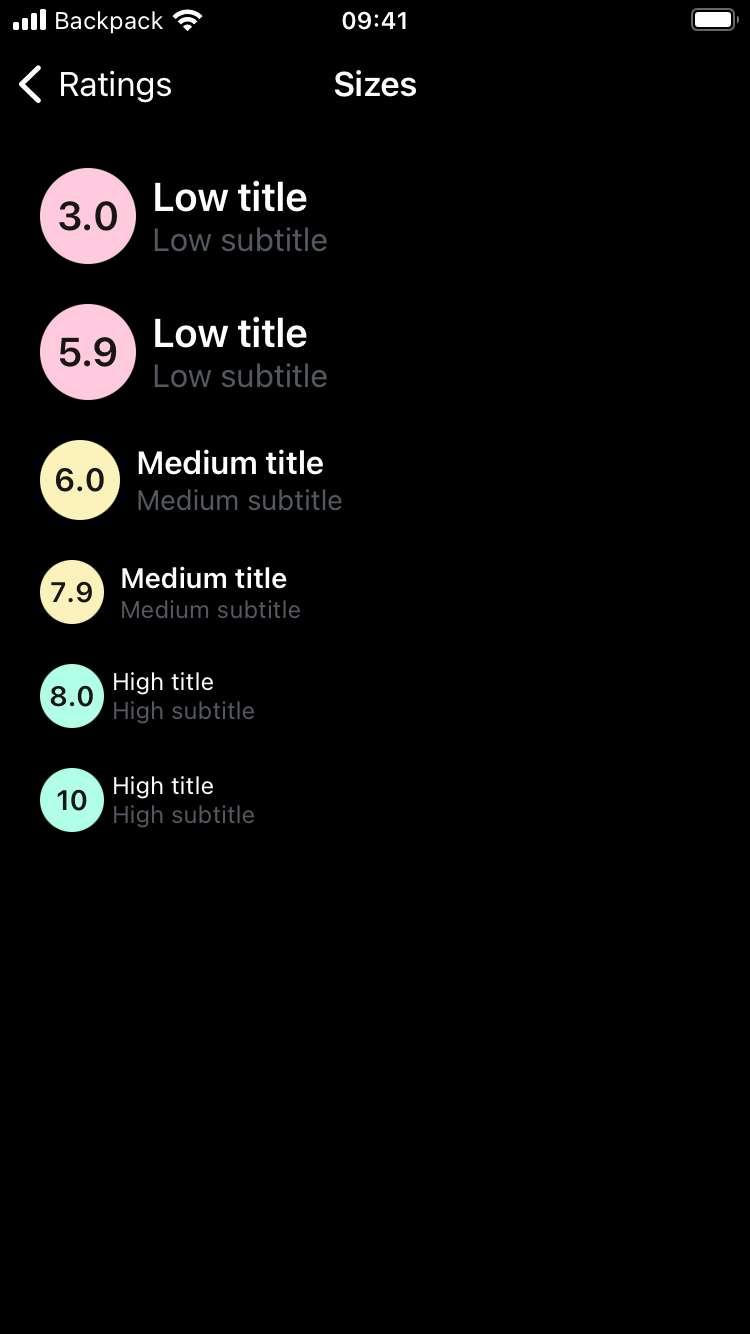 Backpack 09:41
Ratings Sizes
3.0 Low title
Low subtitle
5.9 Low title
Low subtitle
6.0 Medium title
Medium subtitle
7.9 Medium title
Medium subtitle
8.0 High title
High subtitle
10 High title
High subtitle